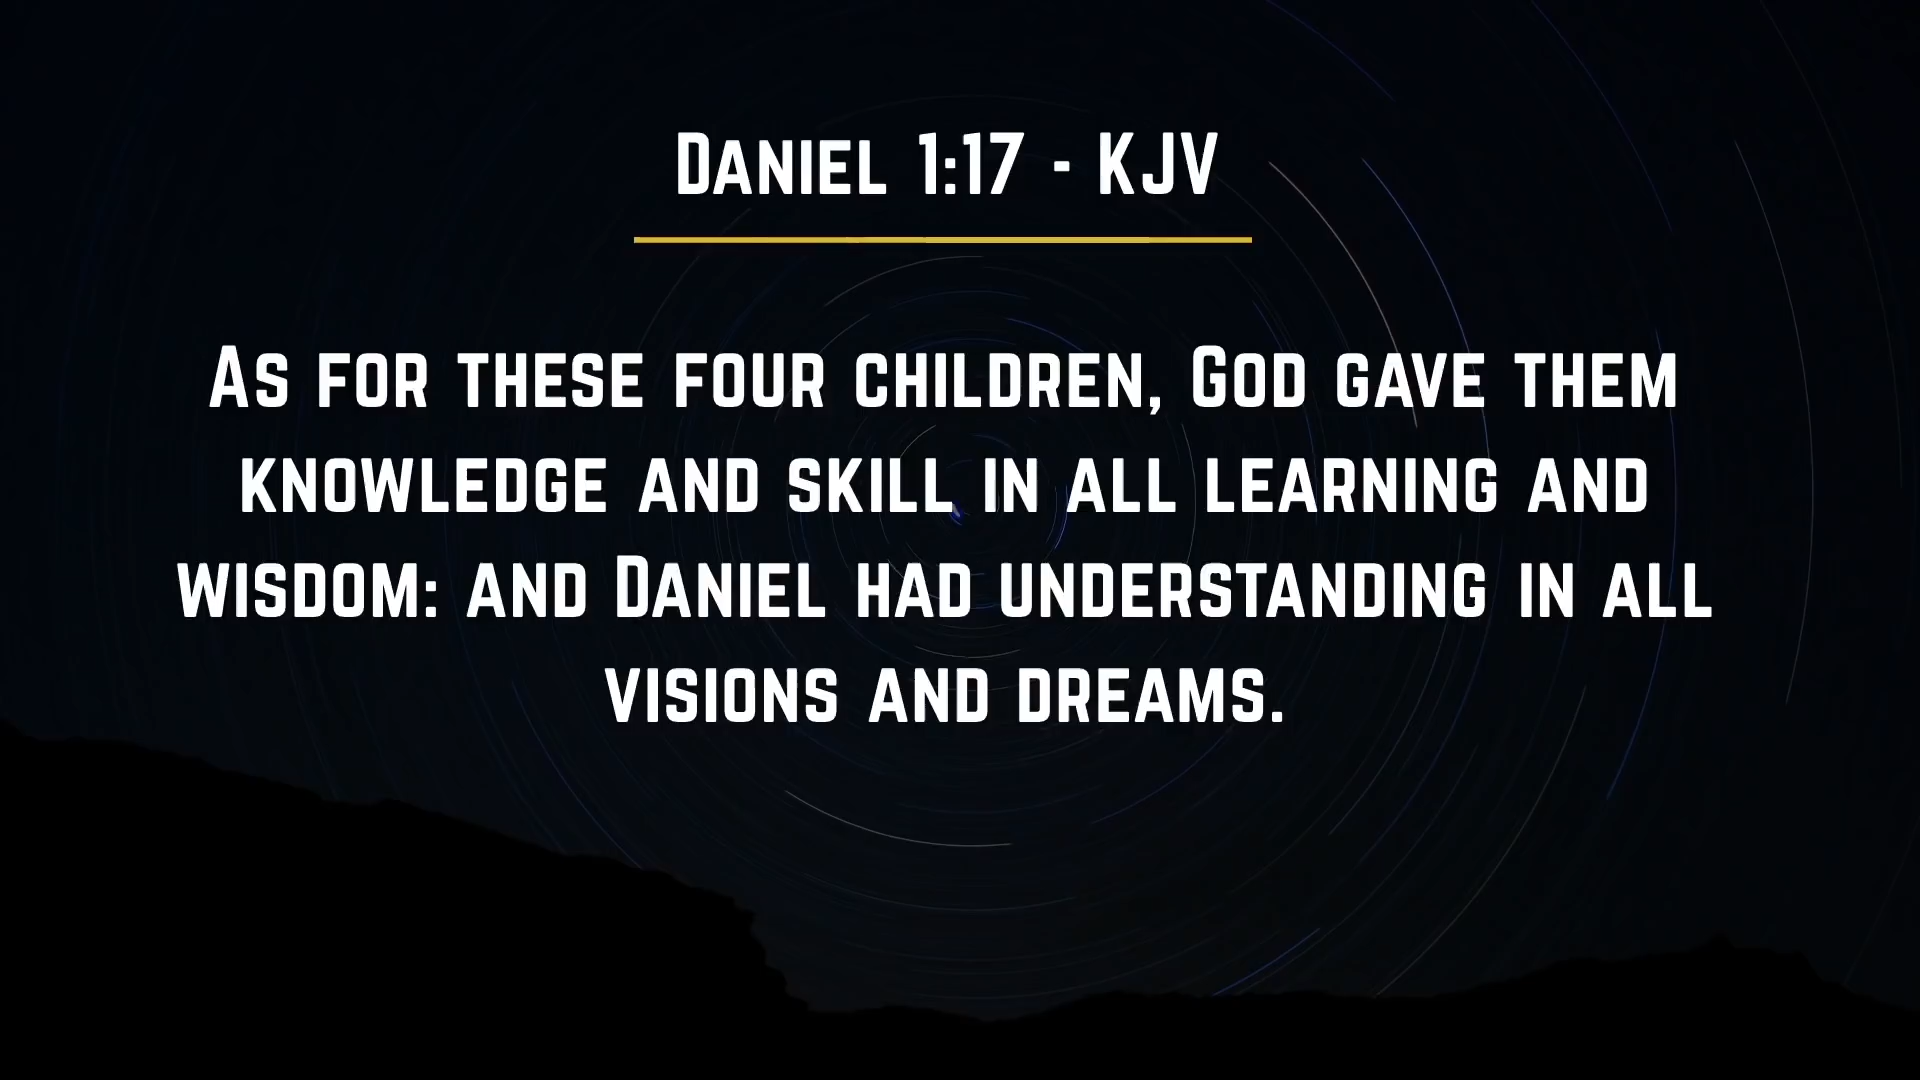 Daniel 1:17 - KJV
As for these four children, God gave them
knowledge and skill in all learning and
wisdom: and Daniel had understanding in all
visions and dreams.